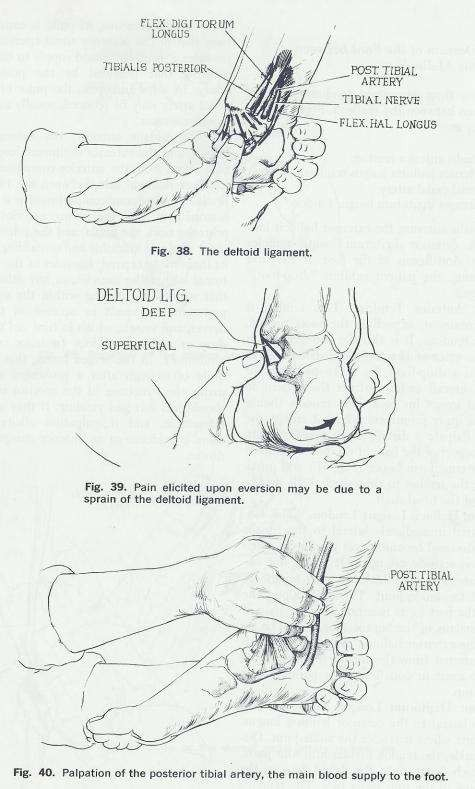 FLEX. DIGITORUM
LONGUS
TIBIALIS POSTERIOR
POST. TIBIAL
ARTERY
TIBIAL NERVE
FLEX. HAL LONGUS
Fig. 38. The deltoid ligament.
DELTOID LIG.
DEEP
SUPERFICIAL
Fig. 39. Pain elicited upon eversion may be due to a
sprain of the deltoid ligament.
POST. TIBIAL
ARTERY
Fig. 40. Palpation of the posterior tibial artery, the main blood supply to the foot.